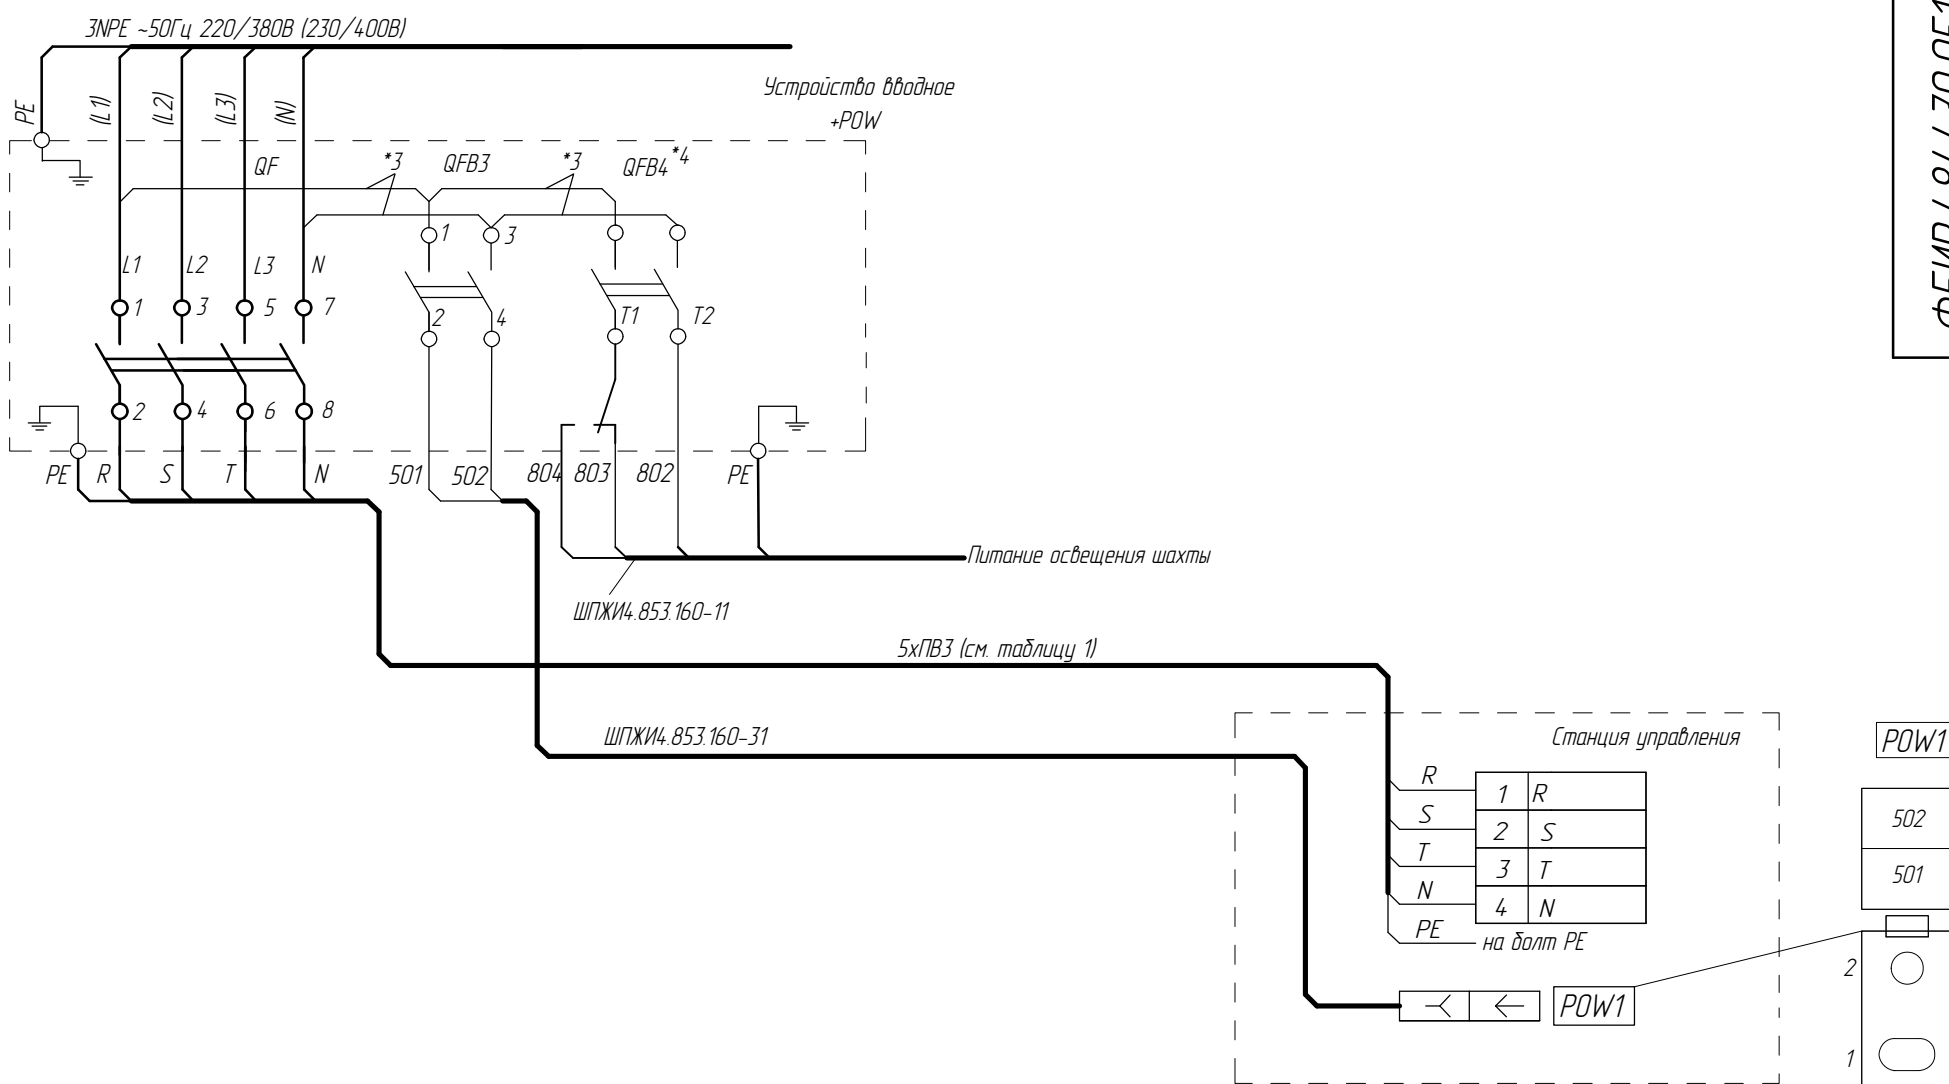 3NPE ~50Гц 220/380В (230/400В)
Устройство вводное
+POW
PE
(L1)
(L2)
(L3)
(N)
QF
*3
QFB3
*3
QFB4*4
1
3
L1
L2
L3
N
1
3
5
7
2
4
T1
T2
2
4
6
8
PE
R
S
T
N
501
502
804
803
802
PE
Питание освещения шахты
ШПЖИ4.853.160-11
5хПВ3 (см. таблицу 1)
ШПЖИ4.853.160-31
Станция управления
R
1 R
S
2 S
T
3 T
N
4 N
PE
на болт PE
POW1
POW1
502
501
2
1